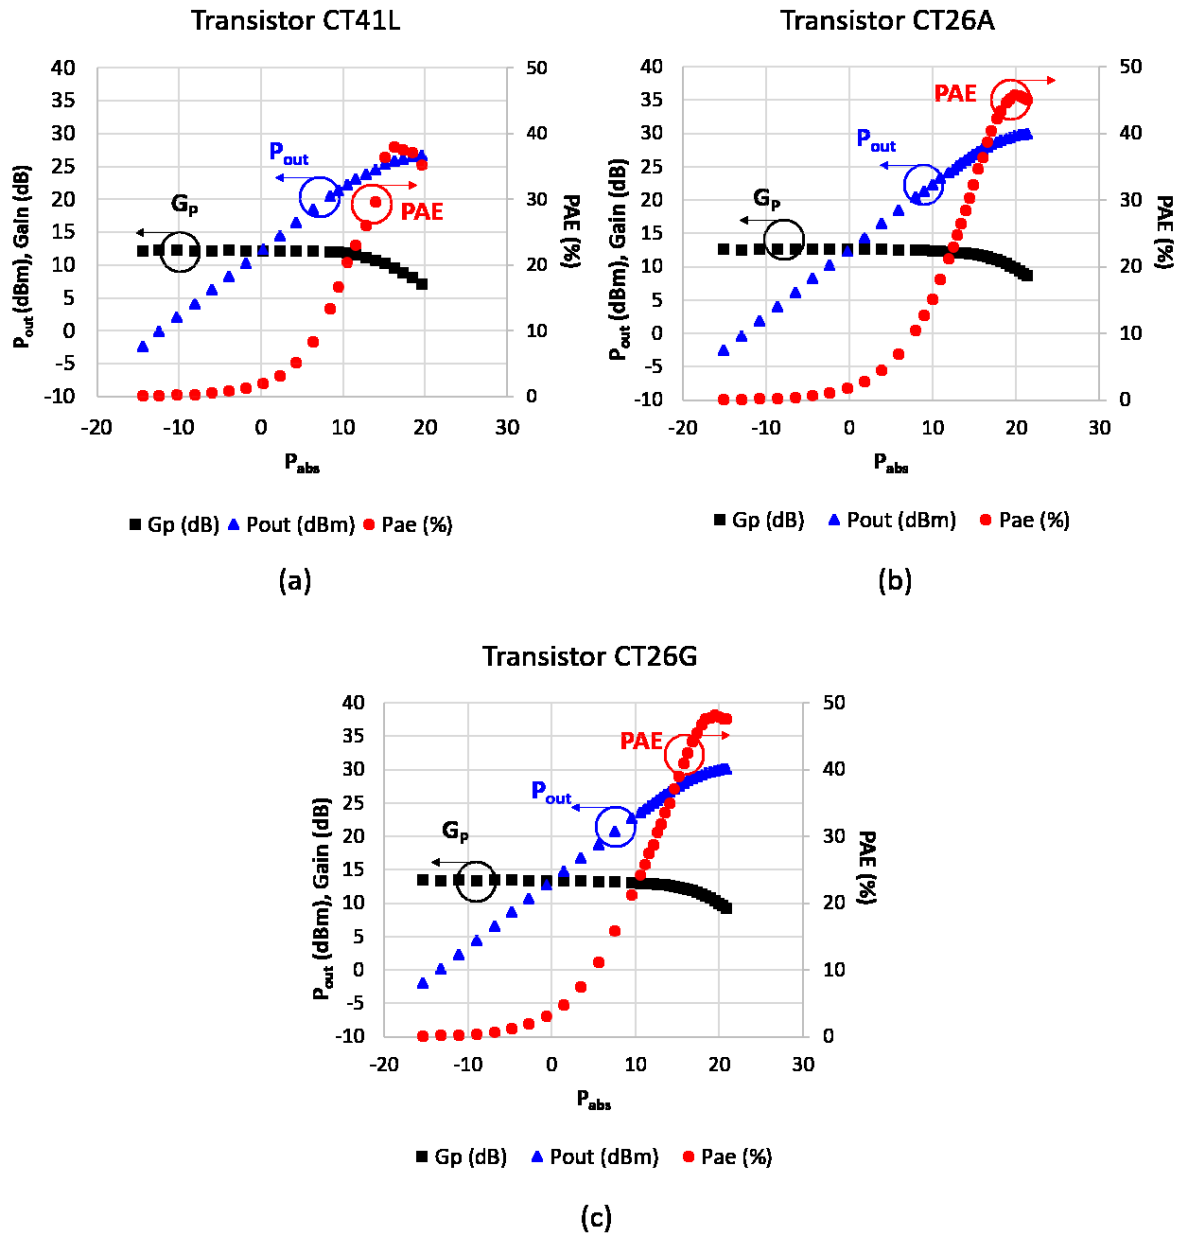 Transistor CT41L
40
35
30
25
20
15
10
5
0
-5
-10
Pout (dBm), Gain (dB)
50
40
30
20
10
0
PAE (%)
Pout
GP
PAE
-20 -10 0 10 20 30
Pabs
Gp (dB) Pout (dBm) Pae (%)
(a)
Transistor CT26A
40
35
30
25
20
15
10
5
0
-5
-10
Pout (dBm), Gain (dB)
50
40
30
20
10
0
PAE (%)
PAE
Pout
GP
-20 -10 0 10 20 30
Pabs
Gp (dB) Pout (dBm) Pae (%)
(b)
Transistor CT26G
40
35
30
25
20
15
10
5
0
-5
-10
Pout (dBm), Gain (dB)
50
40
30
20
10
0
PAE (%)
PAE
Pout
GP
-20 -10 0 10 20 30
Pabs
Gp (dB) Pout (dBm) Pae (%)
(c)